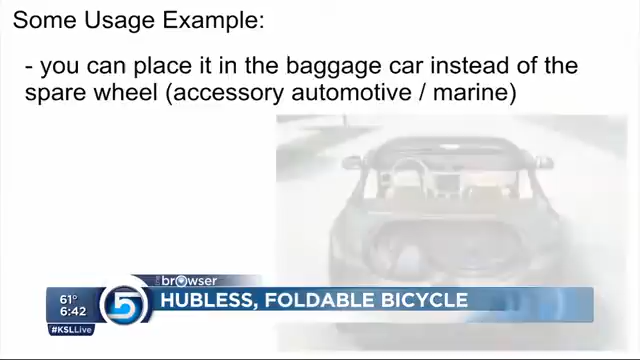 Some Usage Example:
- you can place it in the baggage car instead of the
spare wheel (accessory automotive / marine)
the browser
61°
6:42
#KSLLive
5
HUBLESS, FOLDABLE BICYCLE